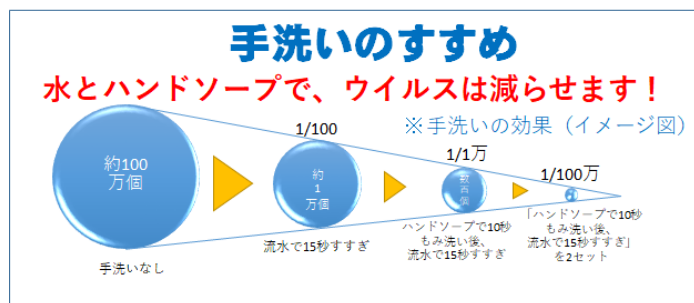 手洗いのすすめ
水とハンドソープで、ウイルスは減らせます！
※手洗いの効果（イメージ図）
1/100
1/1万
1/100万
約100
万個
約
1
万個
数
百
個
手洗いなし
流水で15秒すすぎ
ハンドソープで10秒
もみ洗い後、
流水で15秒すすぎ
「ハンドソープで10秒
もみ洗い後、
流水で15秒すすぎ」
を2セット